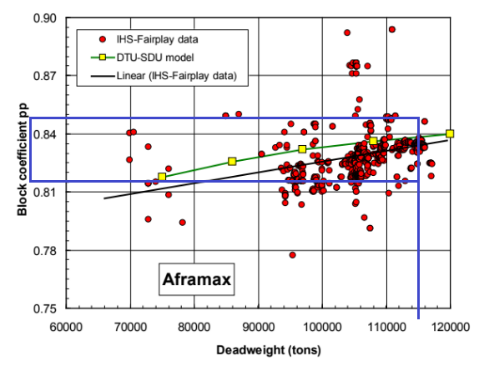 0.90
IHS-Fairplay data
DTU-SDU model
Linear (IHS-Fairplay data)
0.87
0.84
0.81
0.78
0.75
Block coefficient pp
Aframax
60000 70000 80000 90000 100000 110000 120000
Deadweight (tons)